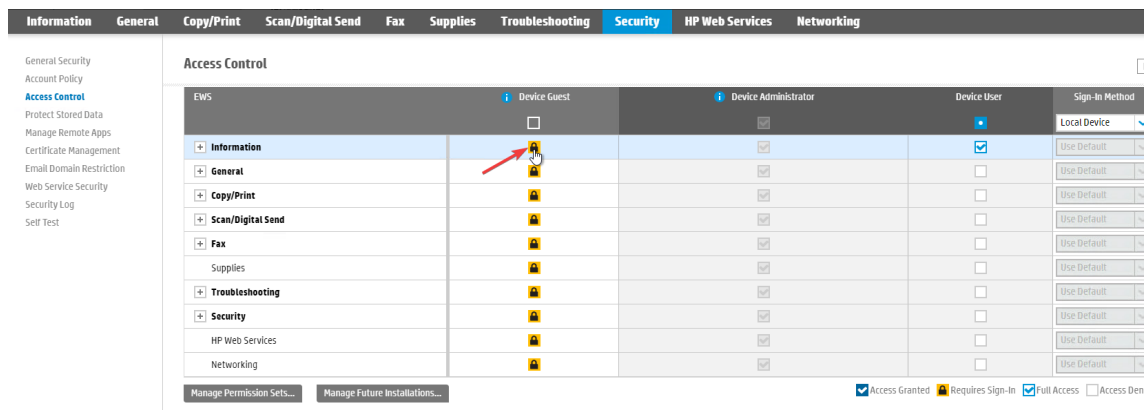 Information General Copy/Print Scan/Digital Send Fax Supplies Troubleshooting Security HP Web Services Networking
General Security
Account Policy
Access Control
Protect Stored Data
Manage Remote Apps
Certificate Management
Email Domain Restriction
Web Service Security
Security Log
Self Test
Access Control
EWS Device Guest Device Administrator Device User Sign-In Method
Local Device
Information Use Default
General Use Default
Copy/Print Use Default
Scan/Digital Send Use Default
Fax Use Default
Supplies Use Default
Troubleshooting Use Default
Security Use Default
HP Web Services Use Default
Networking Use Default
Manage Permission Sets... Manage Future Installations... Access Granted Requires Sign-In Full Access Access Den